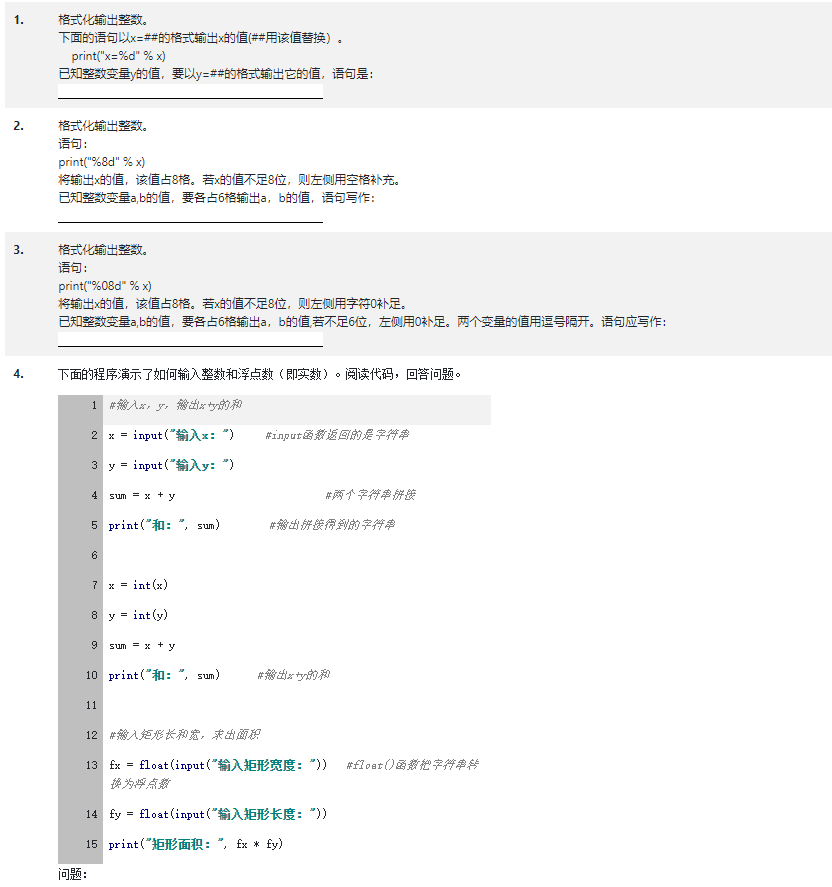 1. 格式化输出整数。
下面的语句以x=##的格式输出x的值(##用该值替换）。
print("x=%d" % x)
已知整数变量y的值，要以y=##的格式输出它的值，语句是：
2. 格式化输出整数。
语句：
print("%8d" % x)
将输出x的值，该值占8格。若x的值不足8位，则左侧用空格补充。
已知整数变量a,b的值，要各占6格输出a，b的值，语句写作：
3. 格式化输出整数。
语句：
print("%08d" % x)
将输出x的值，该值占8格。若x的值不足8位，则左侧用字符0补足。
已知整数变量a,b的值，要各占6格输出a，b的值,若不足6位，左侧用0补足。两个变量的值用逗号隔开。语句应写作：
4. 下面的程序演示了如何输入整数和浮点数（即实数）。阅读代码，回答问题。
1 #输入x，y，输出x+y的和
2 x = input("输入x：") #input函数返回的是字符串
3 y = input("输入y：")
4 sum = x + y #两个字符串拼接
5 print("和：", sum) #输出拼接得到的字符串
6
7 x = int(x)
8 y = int(y)
9 sum = x + y
10 print("和：", sum) #输出x+y的和
11
12 #输入矩形长和宽，求出面积
13 fx = float(input("输入矩形宽度：")) #float()函数把字符串转
换为浮点数
14 fy = float(input("输入矩形长度："))
15 print("矩形面积：", fx * fy)
问题：